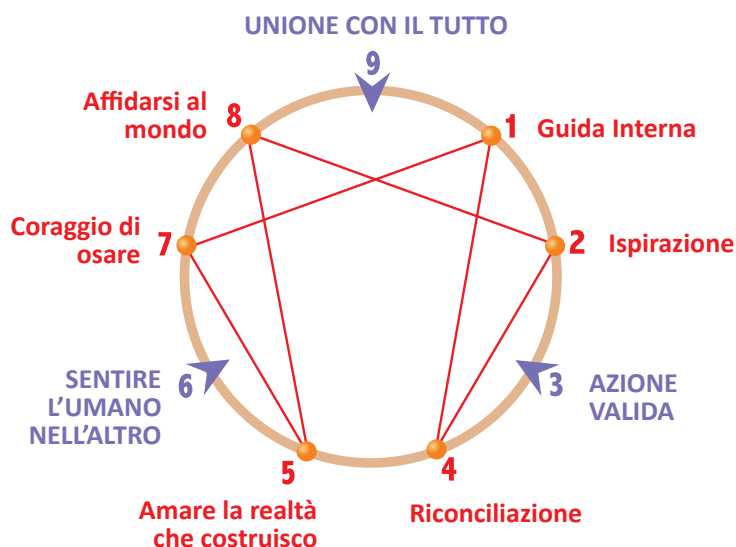 UNIONE CON IL TUTTO
9
Affidarsi al
mondo
8
1
Guida Interna
Coraggio di
osare
7
2
Ispirazione
SENTIRE
L'UMANO
NELL'ALTRO
6
3
AZIONE
VALIDA
5
4
Amare la realtà
che costruisco
Riconciliazione